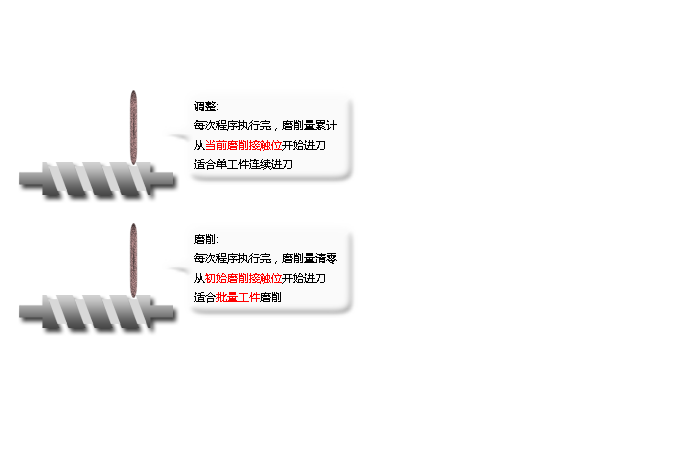 调整:
每次程序执行完，磨削量累计
从当前磨削接触位开始进刀
适合单工件连续进刀
磨削:
每次程序执行完，磨削量清零
从初始磨削接触位开始进刀
适合批量工件磨削